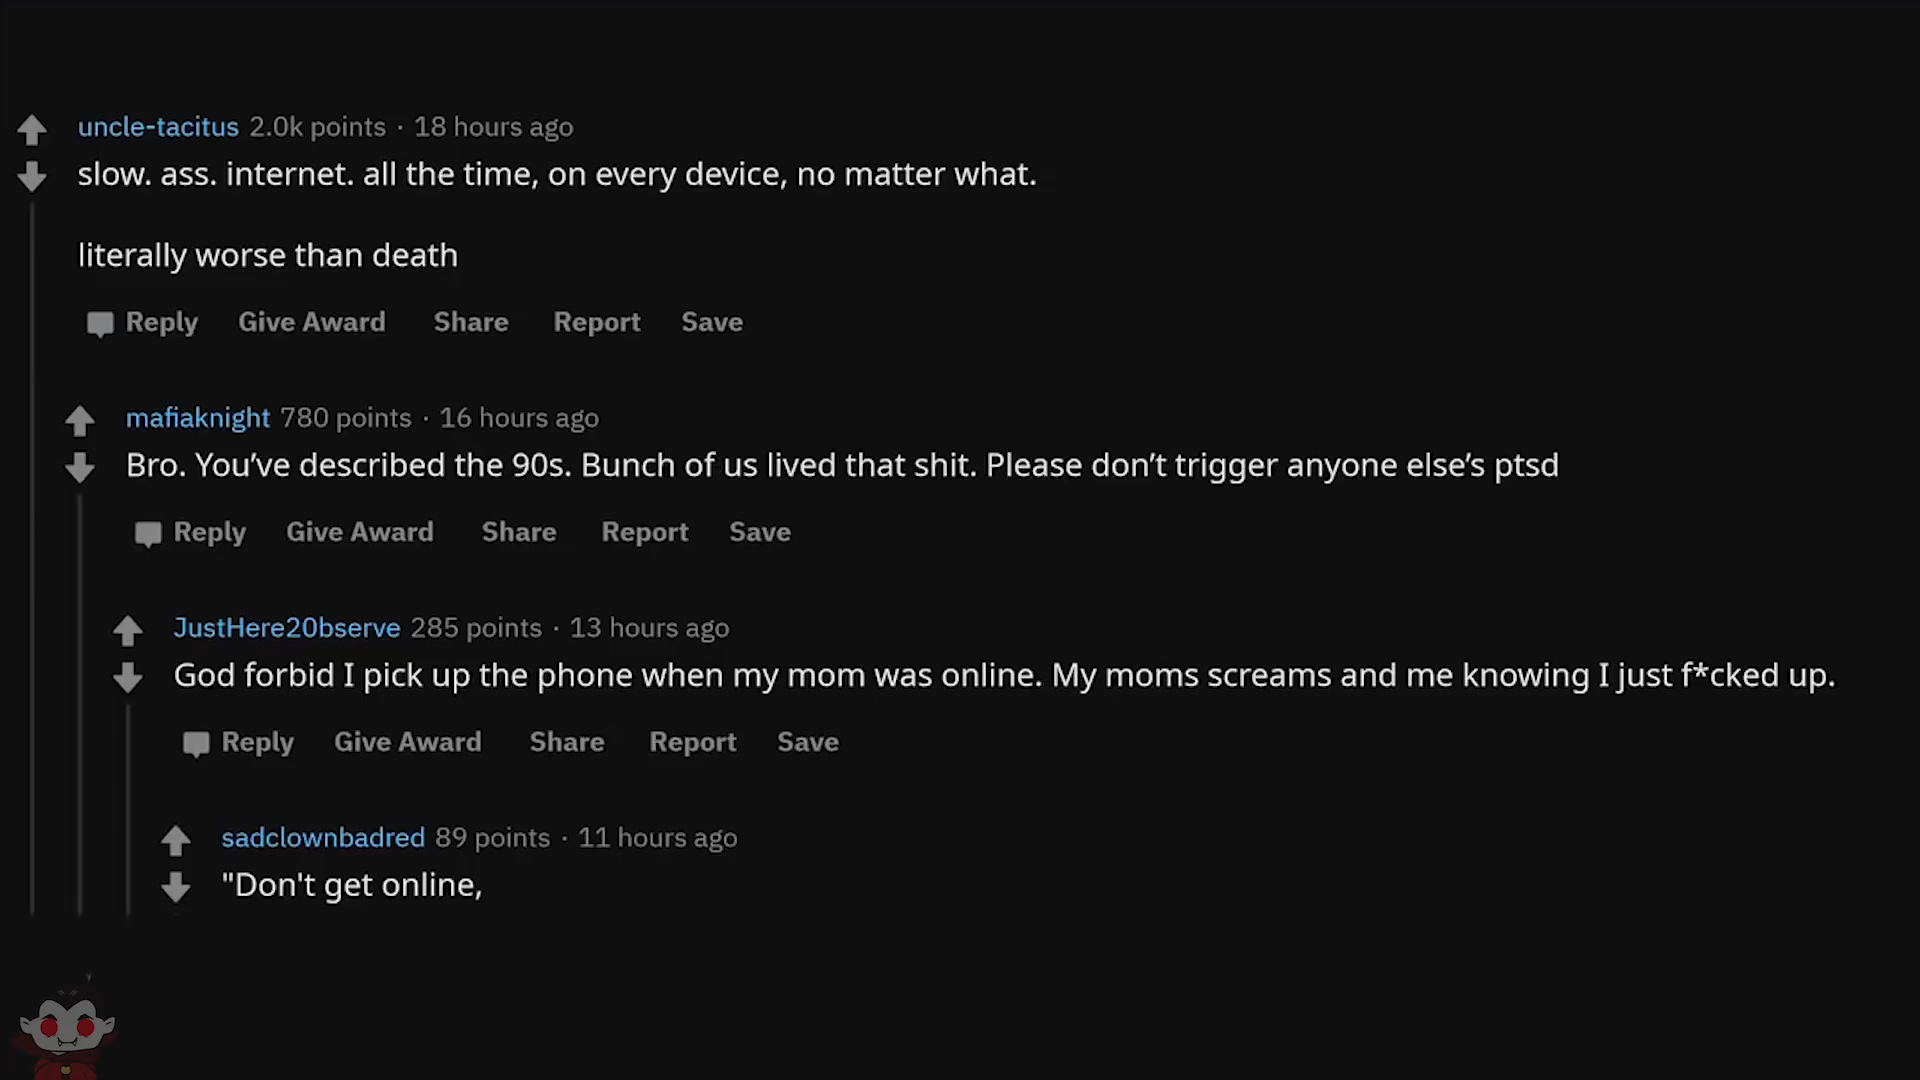 uncle-tacitus 2.0k points · 18 hours ago
slow. ass. internet. all the time, on every device, no matter what.
literally worse than death
Reply Give Award Share Report Save
mafiaknight 780 points · 16 hours ago
Bro. You’ve described the 90s. Bunch of us lived that shit. Please don’t trigger anyone else’s ptsd
Reply Give Award Share Report Save
JustHere20bserve 285 points · 13 hours ago
God forbid I pick up the phone when my mom was online. My moms screams and me knowing I just f*cked up.
Reply Give Award Share Report Save
sadclownbadred 89 points · 11 hours ago
"Don't get online,